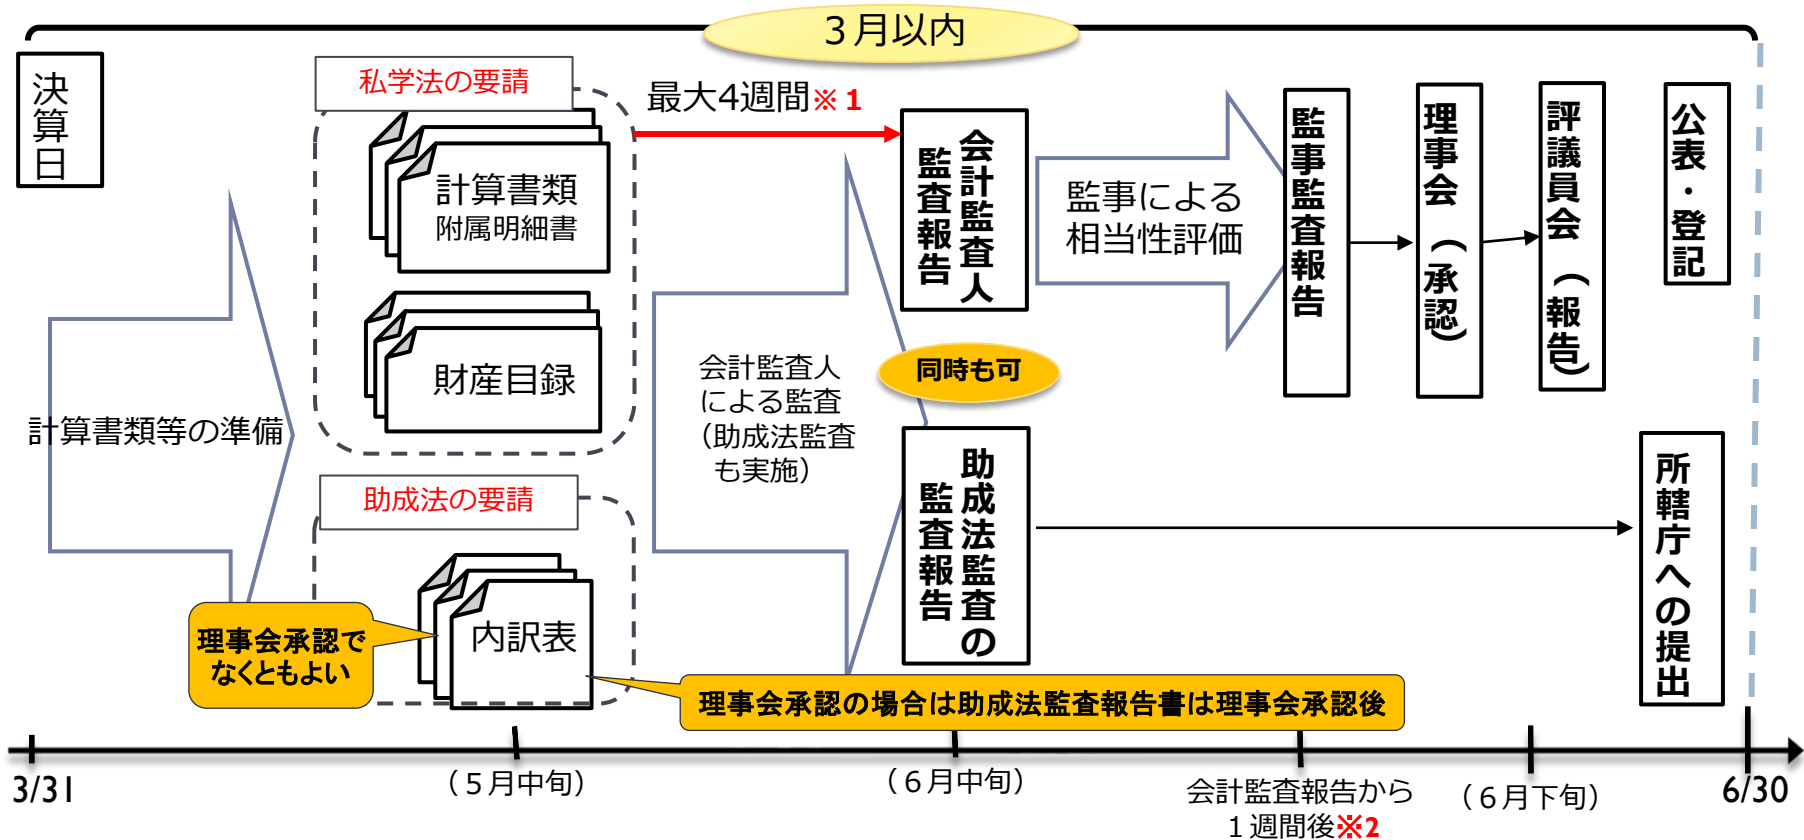 ３月以内
決算日
私学法の要請
最大4週間※１
計算書類
附属明細書
財産目録
計算書類等の準備
助成法の要請
内訳表
理事会承認で
なくともよい
理事会承認の場合は助成法監査報告書は理事会承認後
会計監査人
による監査
（助成法監査
も実施）
会計監査人
監査報告
同時も可
助成法監査の
監査報告
監事による
相当性評価
監事監査報告
理事会（承認）
評議員会（報告）
公表・登記
所轄庁への提出
3/31
（５月中旬）
（６月中旬）
会計監査報告から
１週間後※2
（６月下旬）
6/30